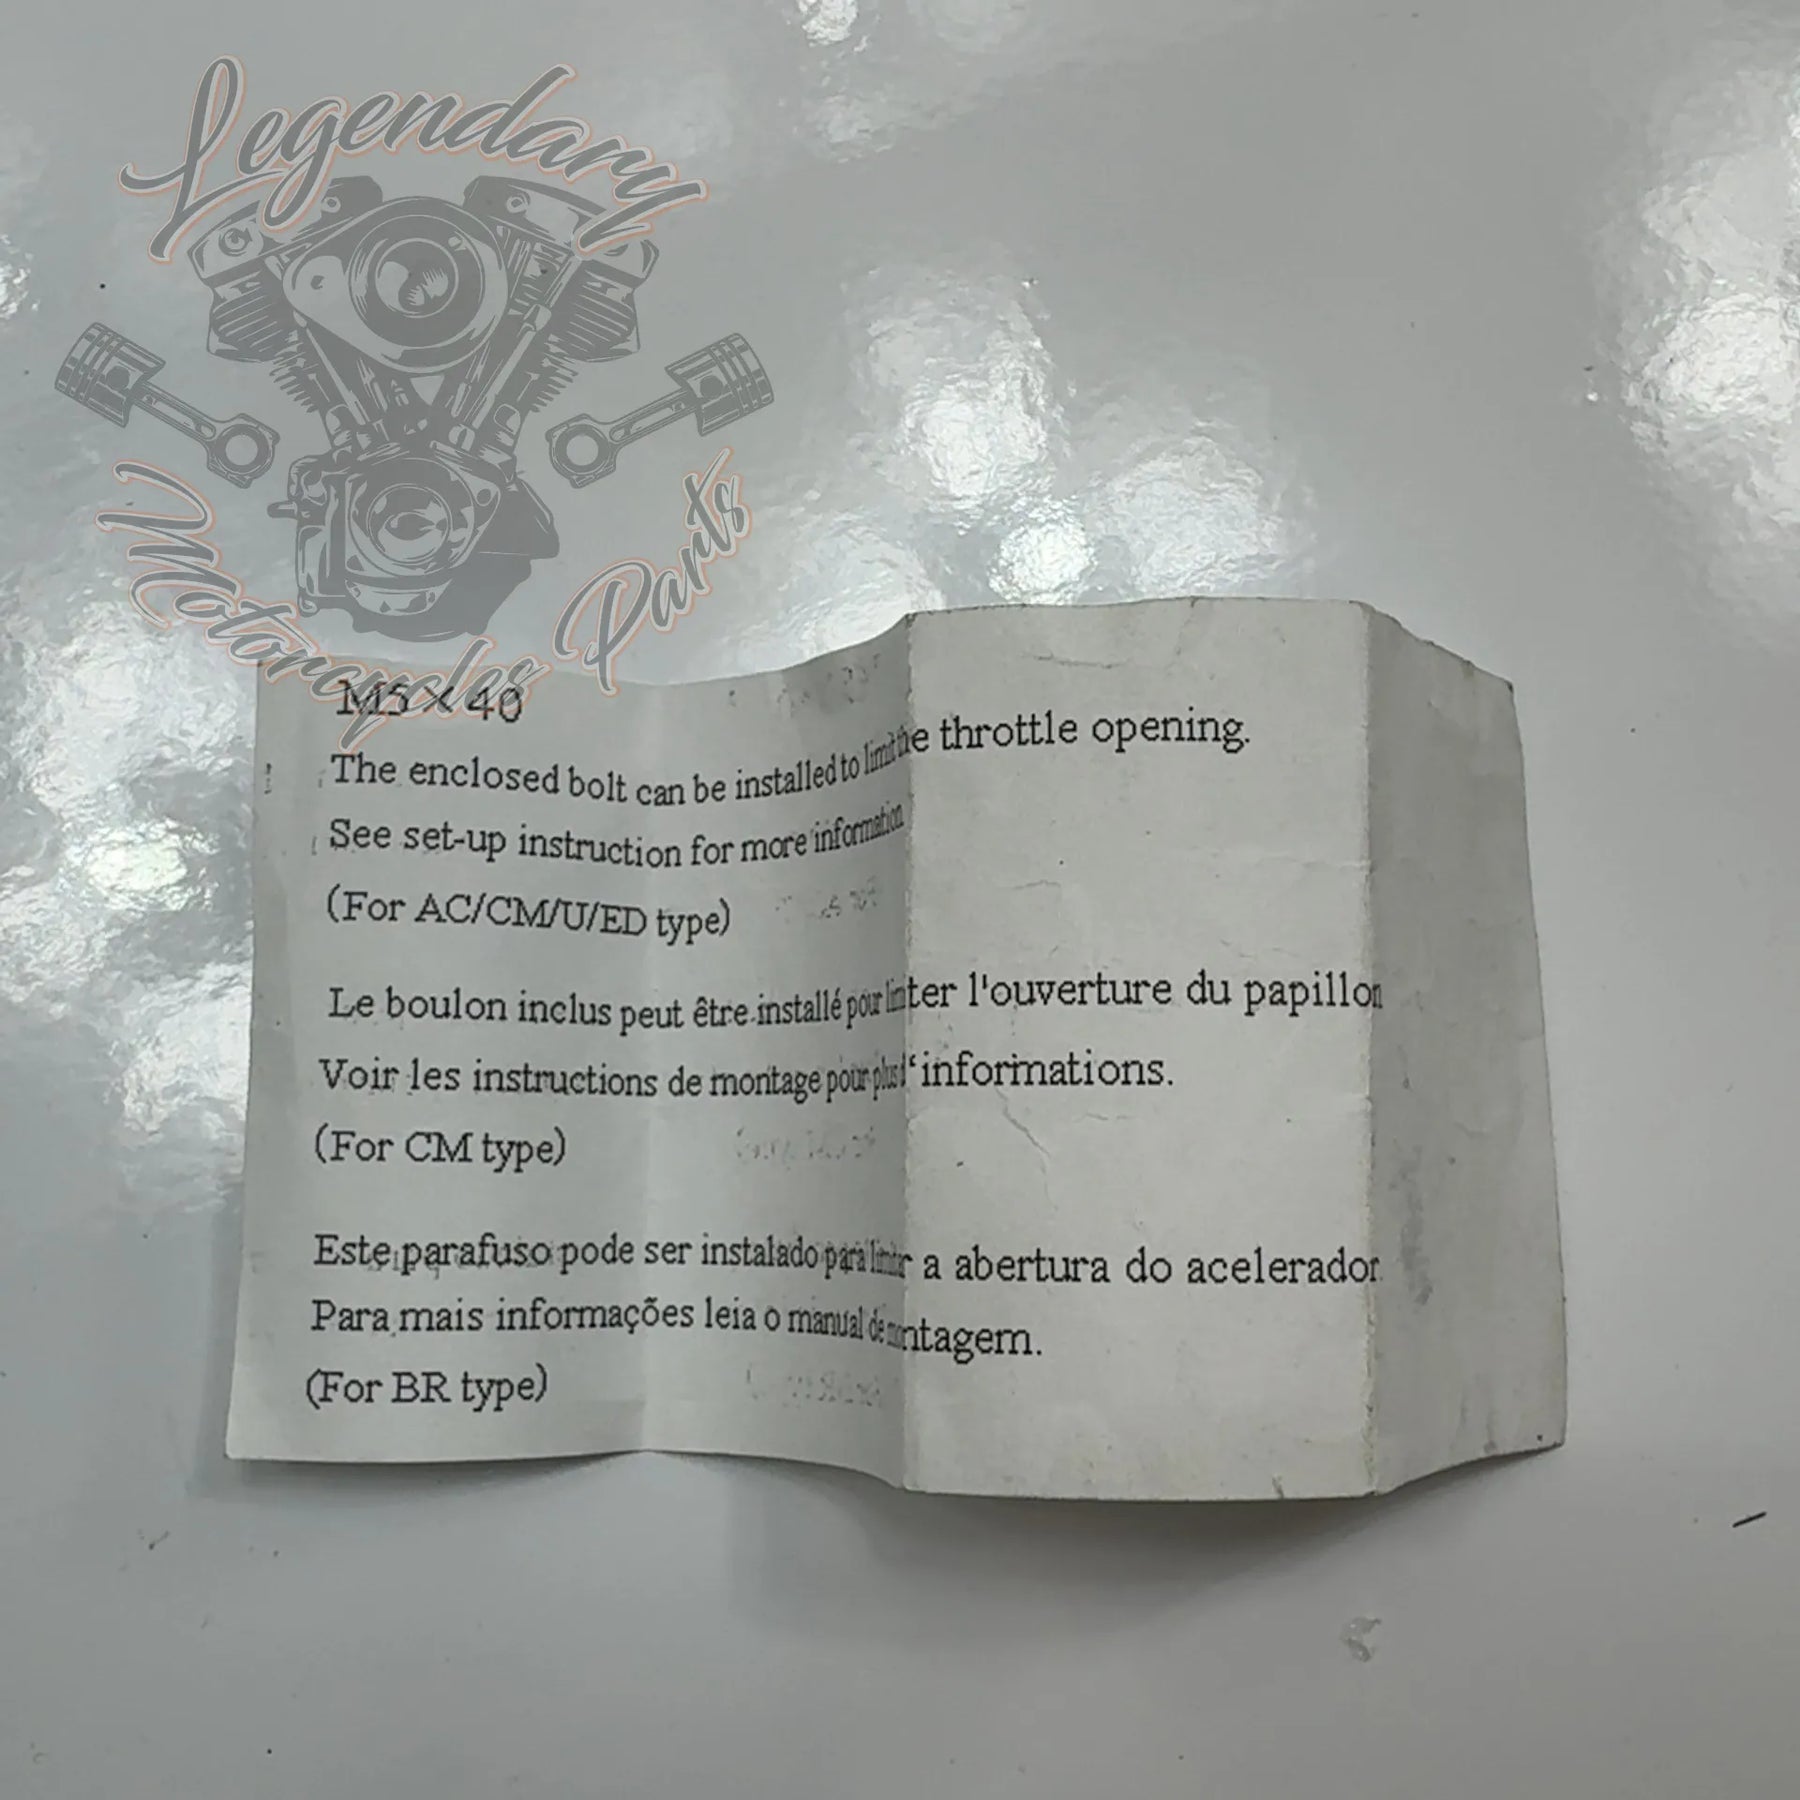 Legendary
Motorcycles Parts
M5×40
The enclosed bolt can be installed to limit the throttle opening.
See set-up instruction for more information
(For AC/CM/U/ED type)
Le boulon inclus peut être installé pour limiter l'ouverture du papillon
Voir les instructions de montage pour plus d'informations.
(For CM type)
Este parafuso pode ser instalado para limitar a abertura do acelerador
Para mais informações leia o manual de montagem.
(For BR type)